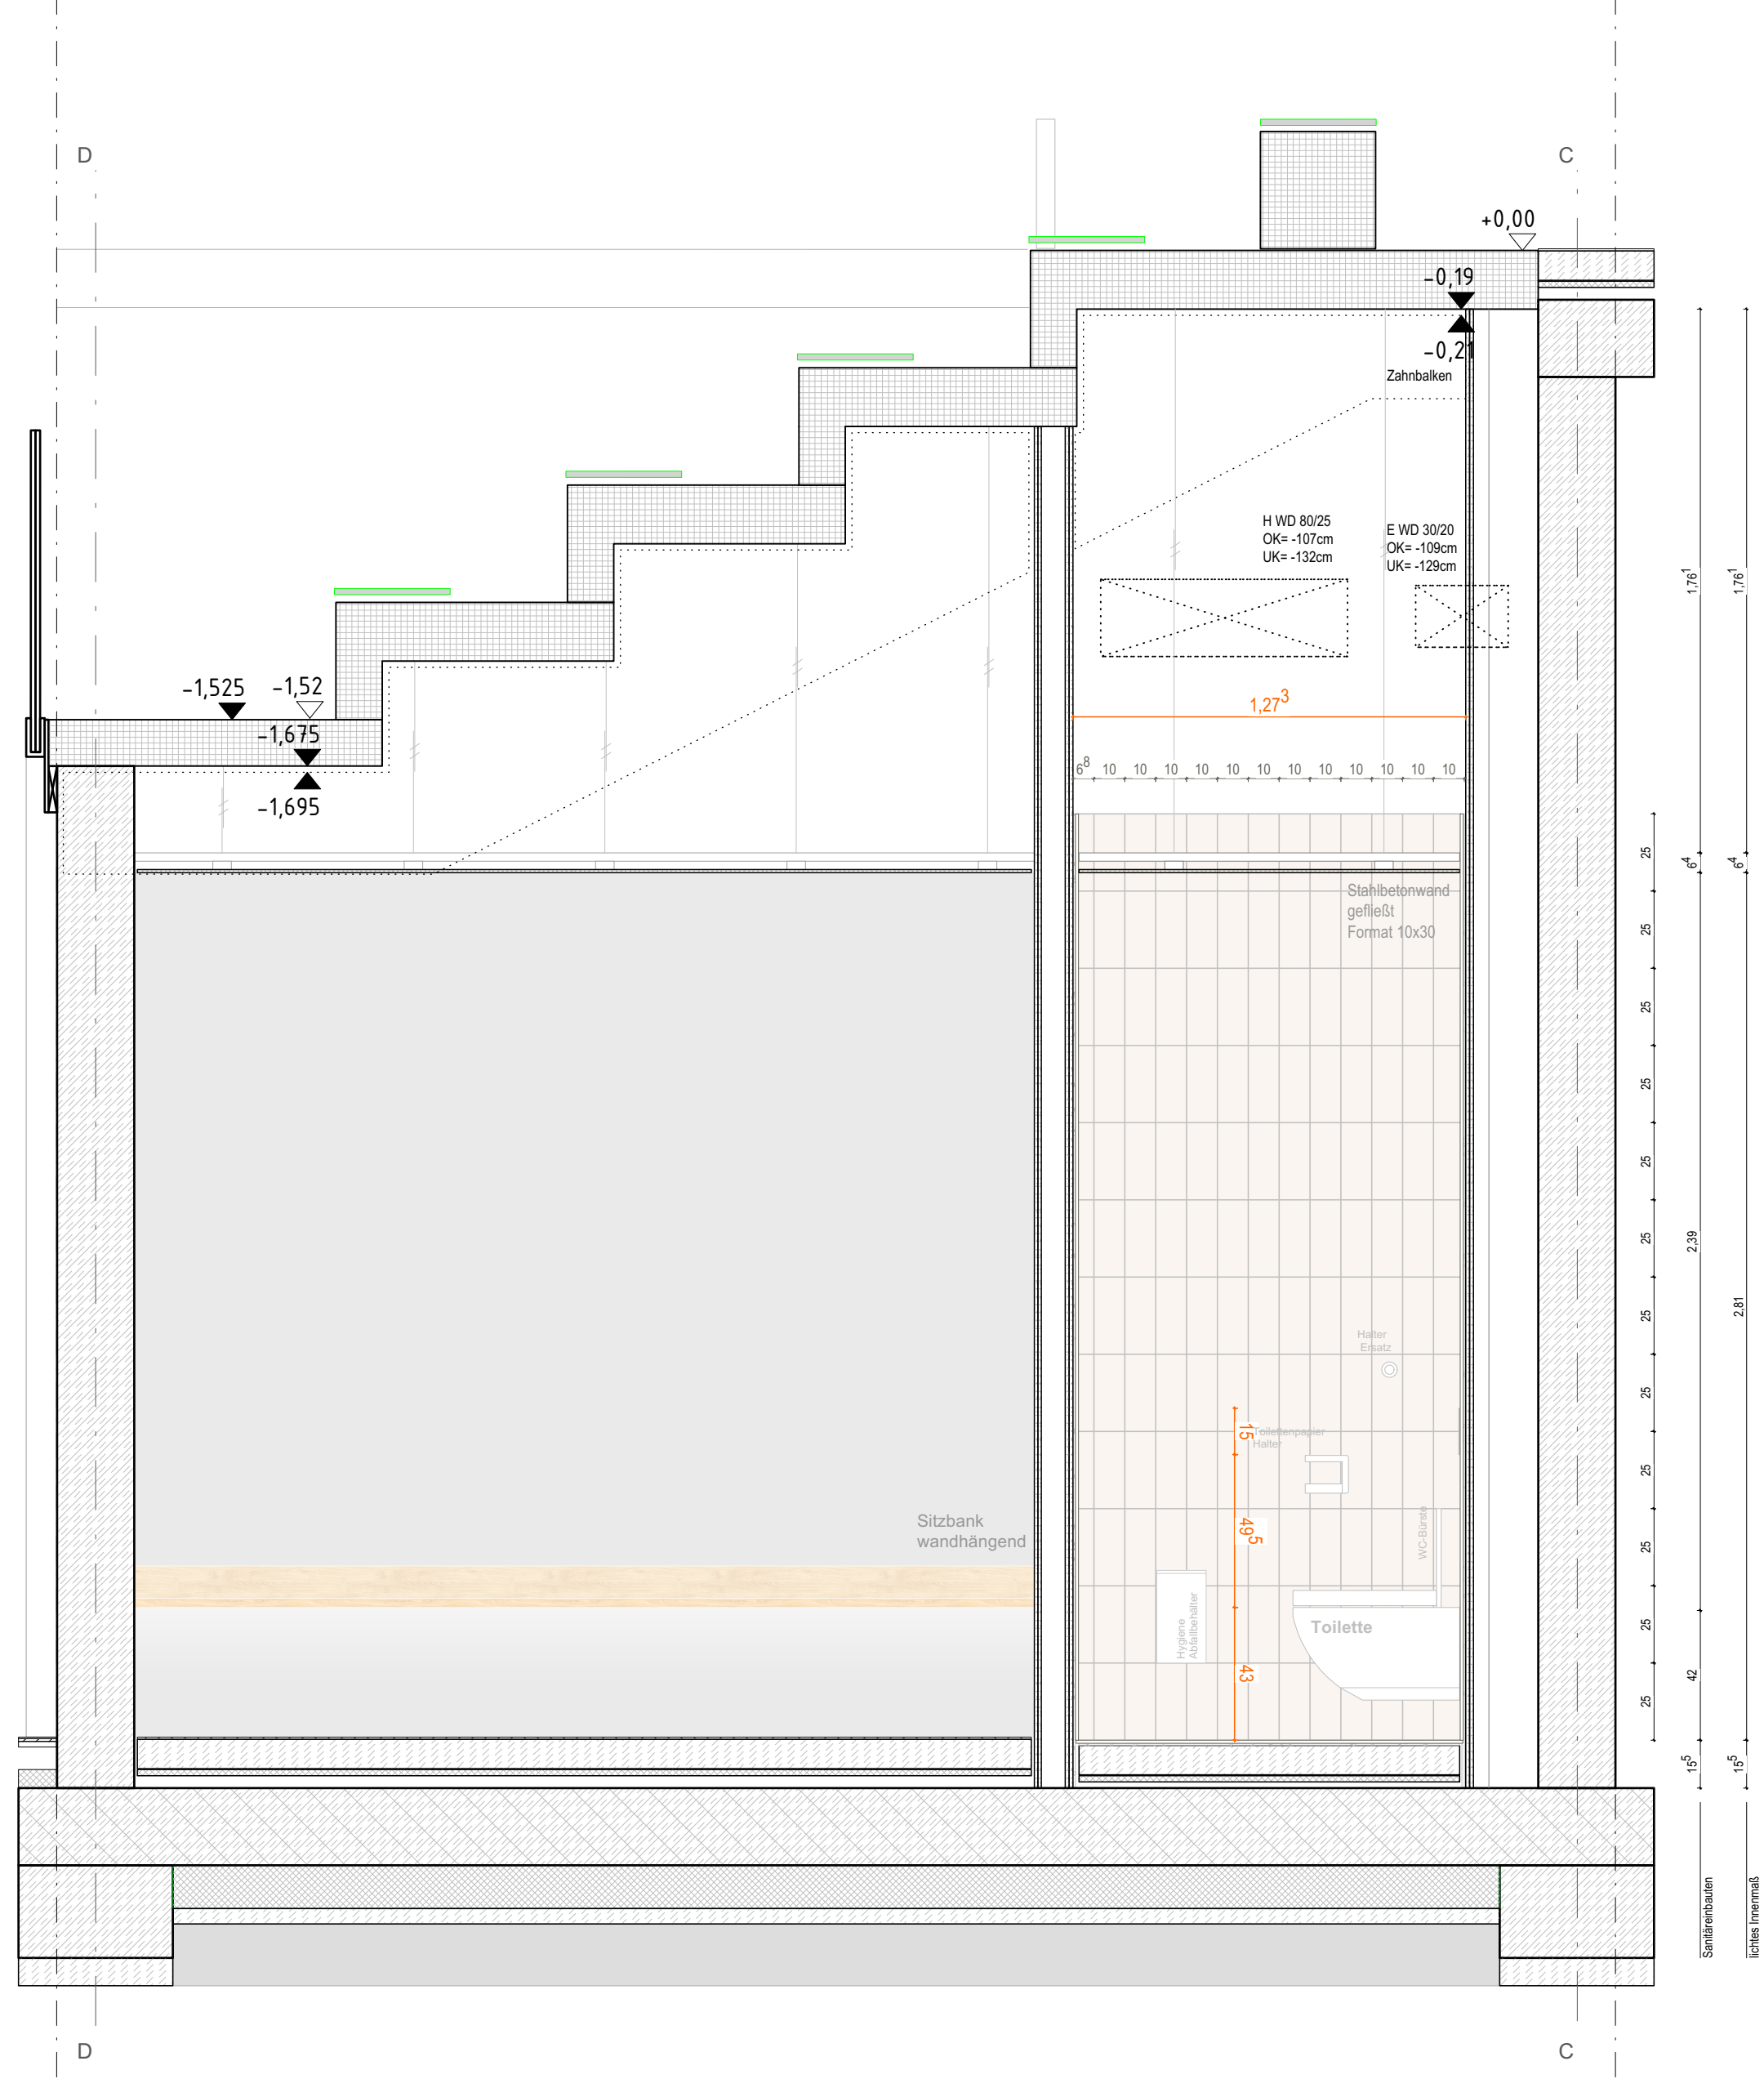 D
C
+0,00
-0,19
-0,21
Zahnbalken
H WD 80/25
OK= -107cm
UK= -132cm
E WD 30/20
OK= -109cm
UK= -129cm
1,76¹
1,76¹
-1,525
-1,52
-1,675
-1,695
1,27³
6⁸ 10 10 10 10 10 10 10 10 10 10 10 10
25
6⁴
6⁴
Stahlbetonwand
gefließt
Format 10x30
25
25
25
25
25
2,39
25
2,81
Halter
Ersatz
25
15
Toilettenpapier
Halter
25
Sitzbank
wandhängend
49⁵
WC-Bürste
25
Hygiene
Abfallbehälter
Toilette
25
43
42
25
15⁵
15⁵
Sanitäreinbauten
lichtes Innenmaß
D
C